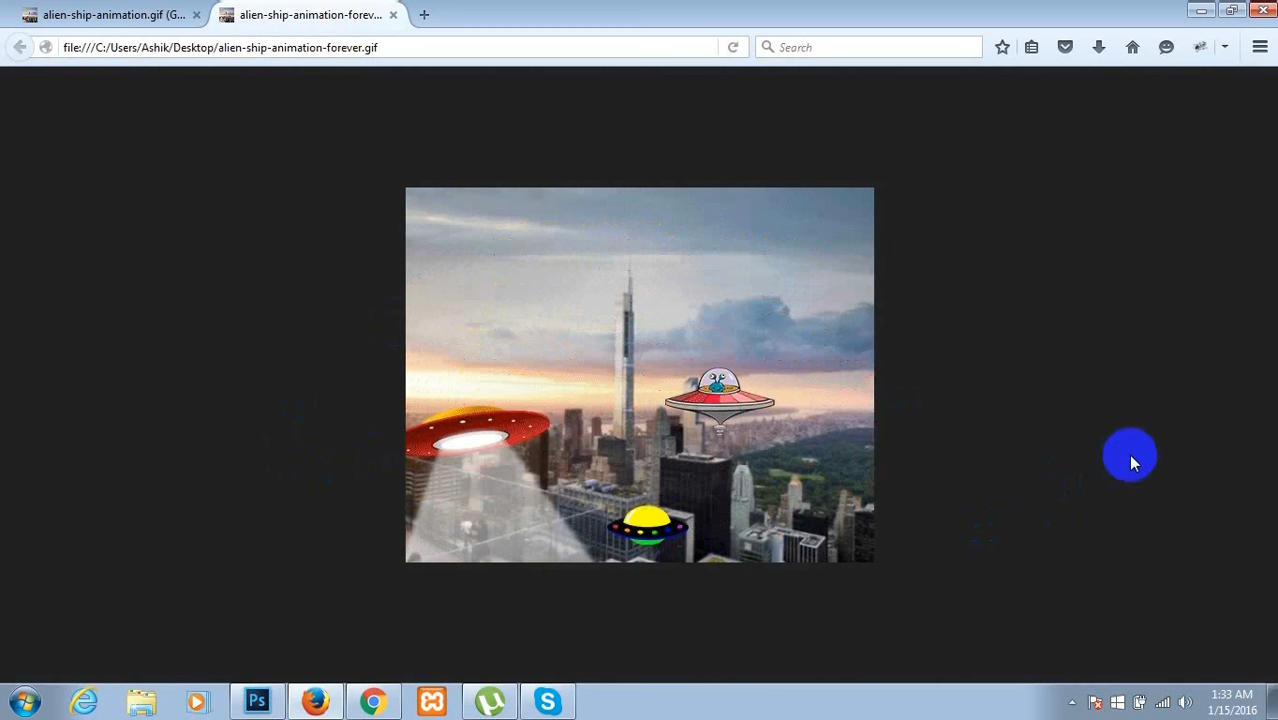 alien-ship-animation.gif (G...
alien-ship-animation-forev...
file:///C:/Users/Ashik/Desktop/alien-ship-animation-forever.gif
Search
Ps
S
1:33 AM
1/15/2016